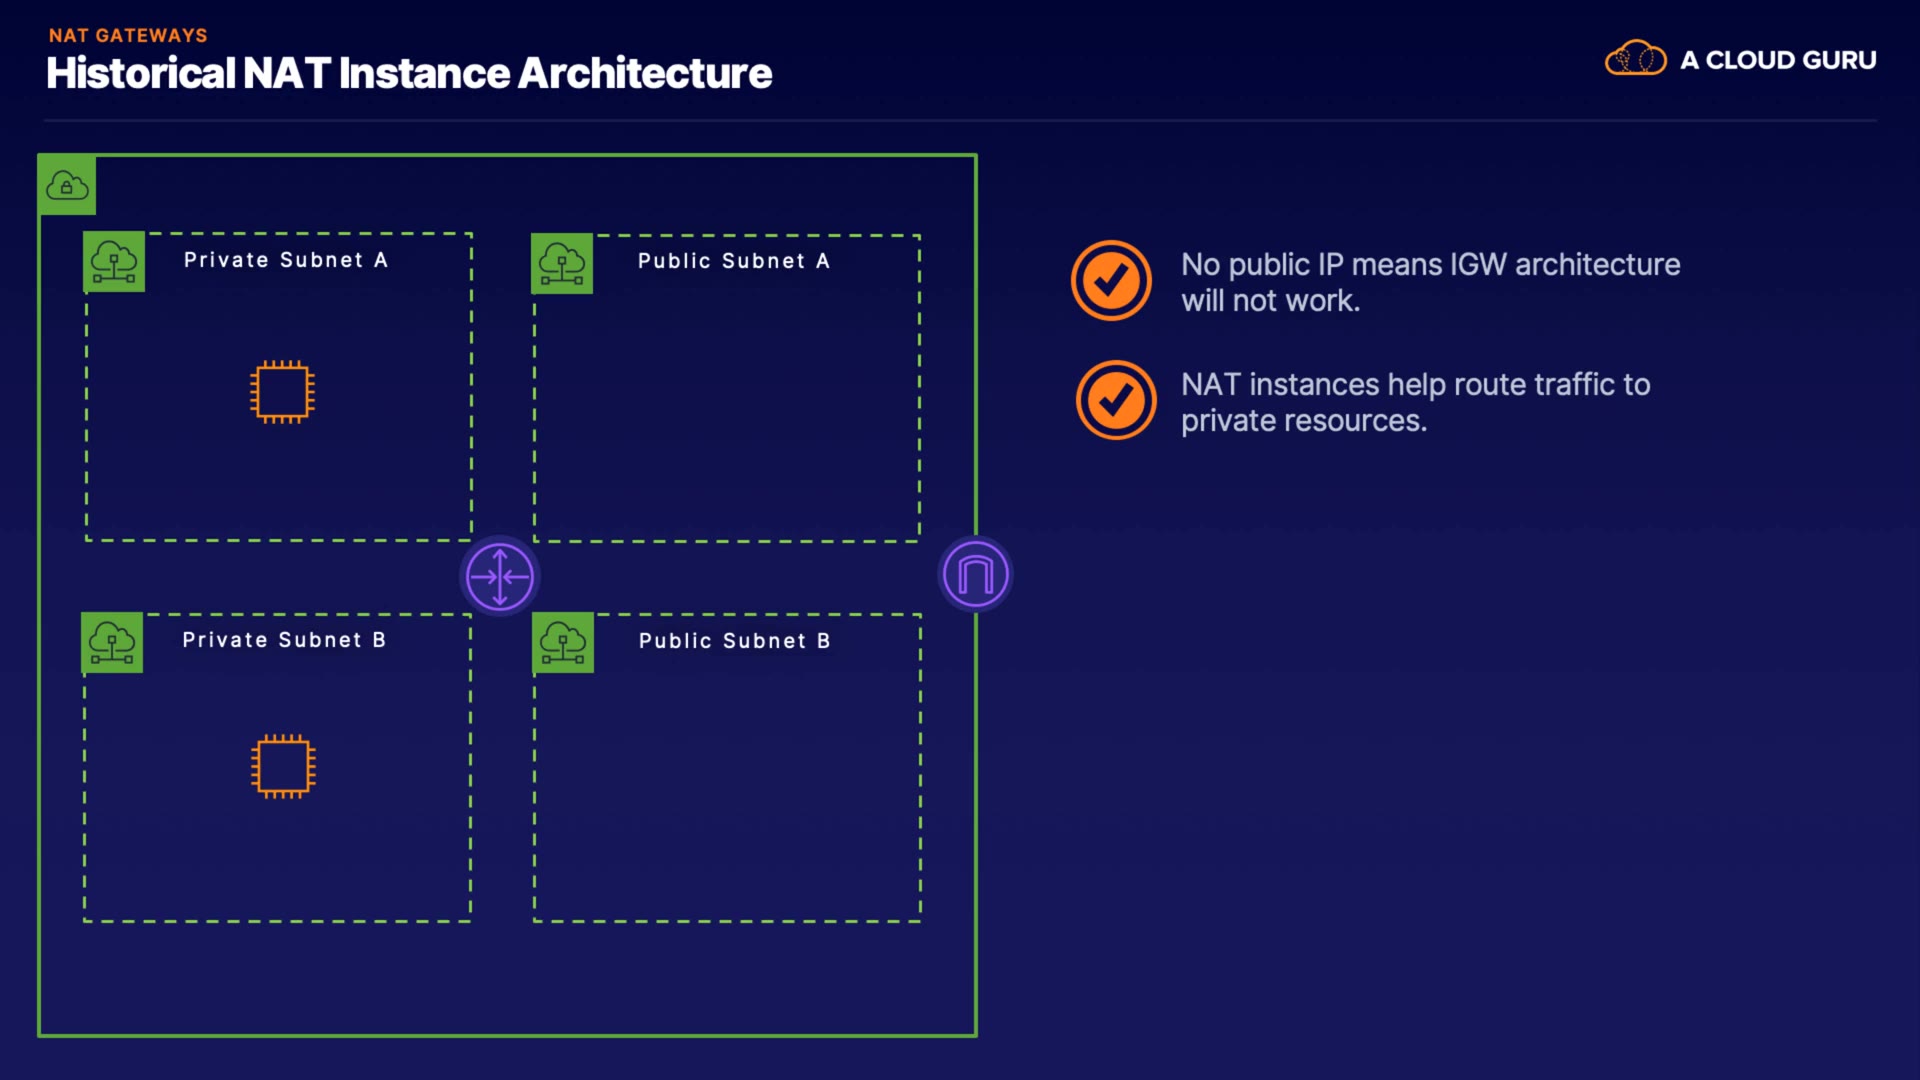 NAT GATEWAYS
Historical NAT Instance Architecture
A CLOUD GURU
Private Subnet A
Public Subnet A
No public IP means IGW architecture
will not work.
NAT instances help route traffic to
private resources.
Private Subnet B
Public Subnet B